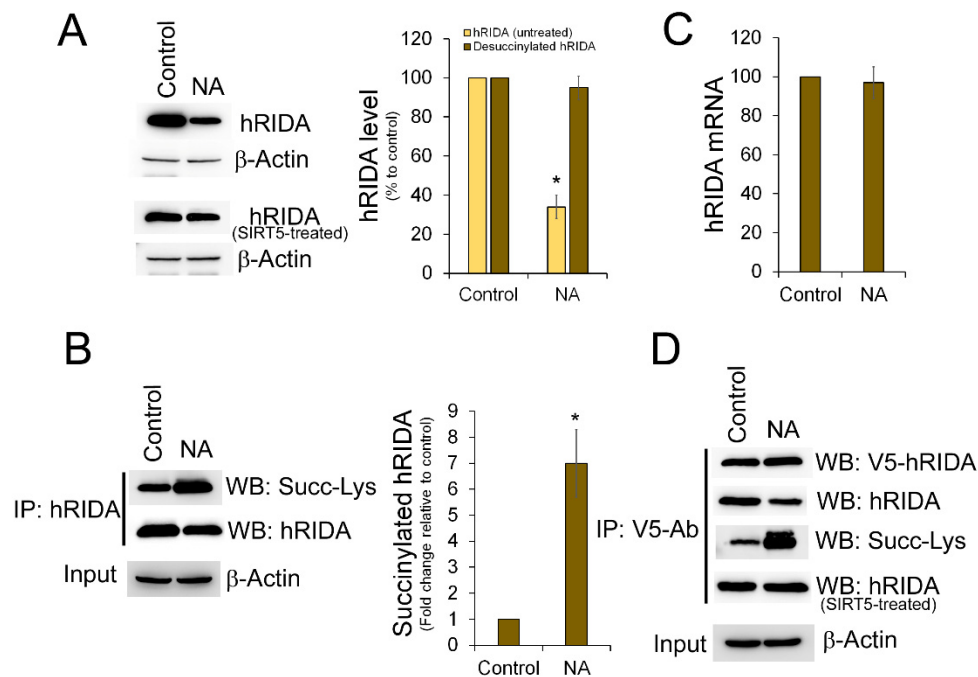 A
Control
NA
hRIDA
β-Actin
hRIDA
(SIRT5-treated)
β-Actin
hRIDA (untreated)
Desuccinylated hRIDA
hRIDA level
(% to control)
120
100
80
60
40
20
0
*
Control
NA
C
hRIDA mRNA
120
100
80
60
40
20
0
Control
NA
B
Control
NA
IP: hRIDA
WB: Succ-Lys
WB: hRIDA
Input
β-Actin
Succinylated hRIDA
(Fold change relative to control)
9
8
7
6
5
4
3
2
1
0
*
Control
NA
D
Control
NA
IP: V5-Ab
WB: V5-hRIDA
WB: hRIDA
WB: Succ-Lys
WB: hRIDA
(SIRT5-treated)
Input
β-Actin